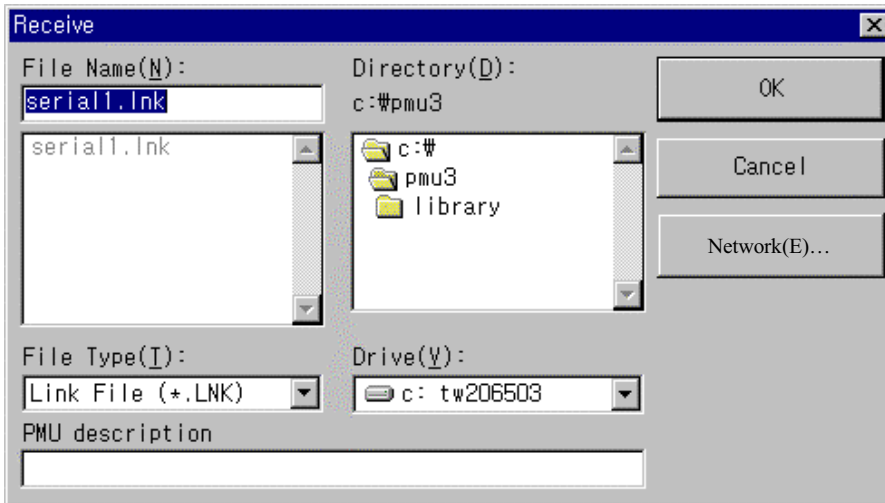 Receive
File Name(N):
serial1.lnk
serial1.lnk
Directory(D):
c:₩pmu3
c:₩
pmu3
library
OK
Cancel
Network(E)...
File Type(T):
Link File (*.LNK)
Drive(V):
c: tw206503
PMU description